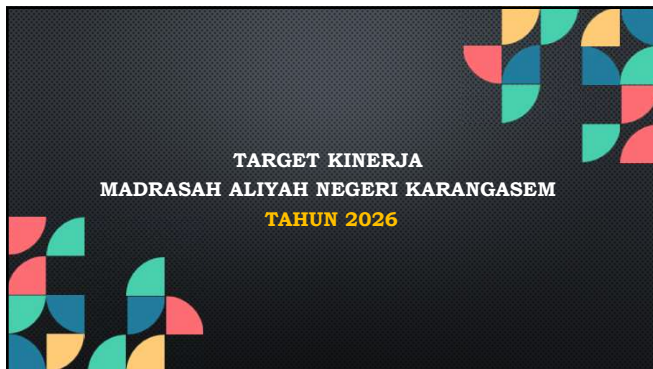 TARGET KINERJA
MADRASAH ALIYAH NEGERI KARANGASEM
TAHUN 2026